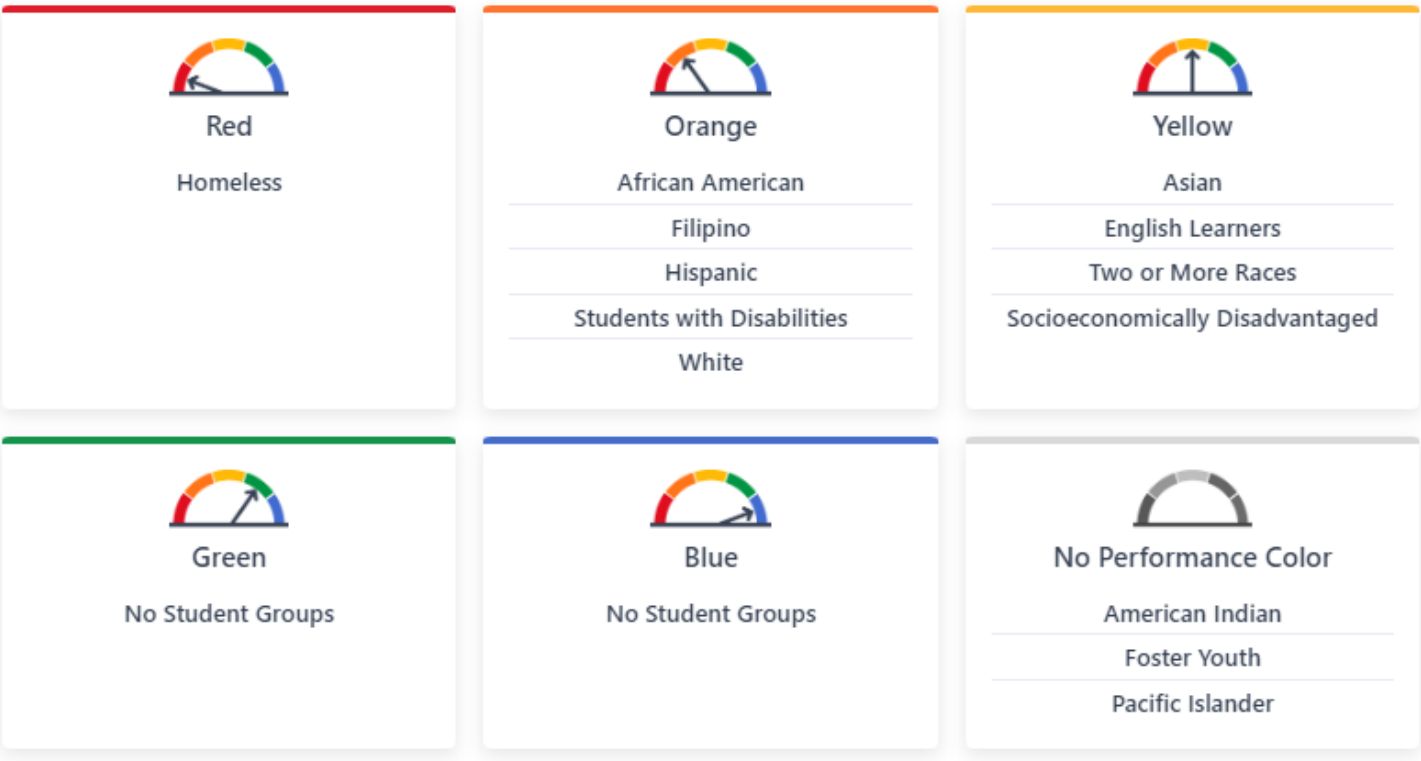 Red
Homeless
Orange
African American
Filipino
Hispanic
Students with Disabilities
White
Yellow
Asian
English Learners
Two or More Races
Socioeconomically Disadvantaged
Green
No Student Groups
Blue
No Student Groups
No Performance Color
American Indian
Foster Youth
Pacific Islander